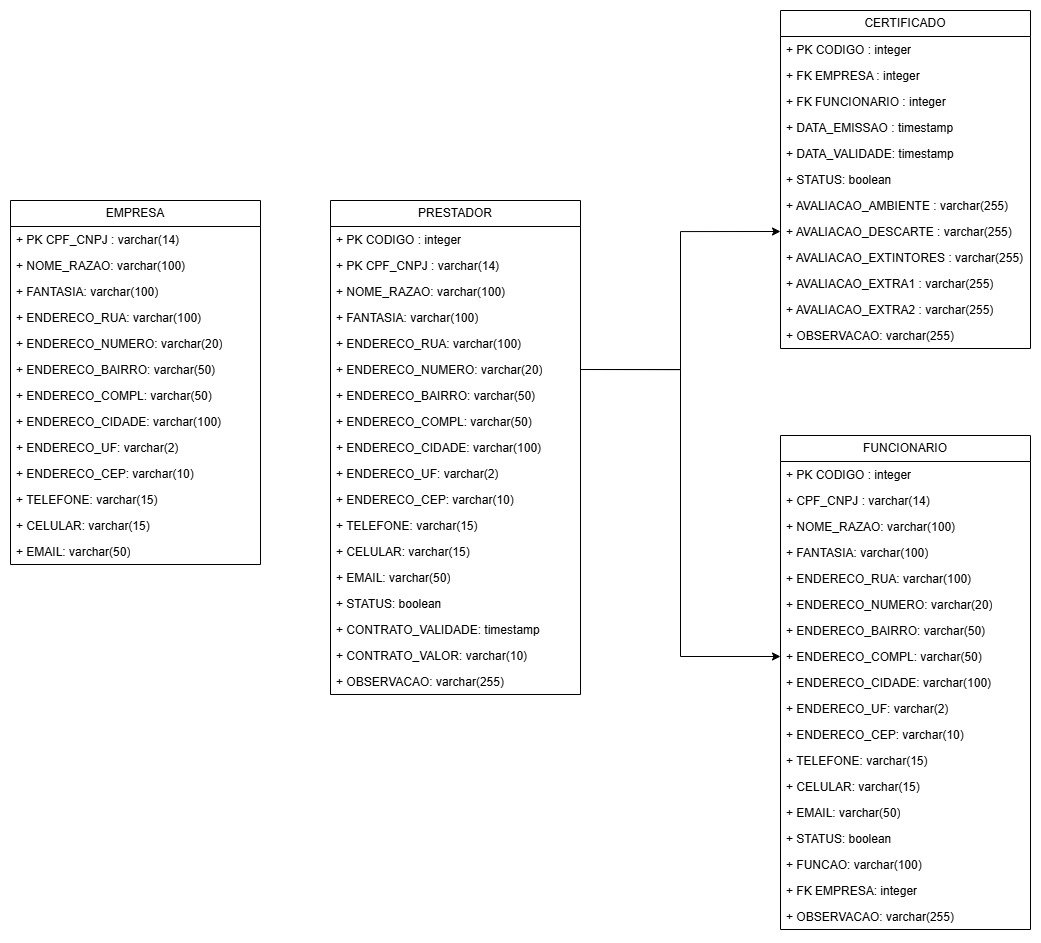 EMPRESA
+ PK CPF_CNPJ : varchar(14)
+ NOME_RAZAO: varchar(100)
+ FANTASIA: varchar(100)
+ ENDERECO_RUA: varchar(100)
+ ENDERECO_NUMERO: varchar(20)
+ ENDERECO_BAIRRO: varchar(50)
+ ENDERECO_COMPL: varchar(50)
+ ENDERECO_CIDADE: varchar(100)
+ ENDERECO_UF: varchar(2)
+ ENDERECO_CEP: varchar(10)
+ TELEFONE: varchar(15)
+ CELULAR: varchar(15)
+ EMAIL: varchar(50)
PRESTADOR
+ PK CODIGO : integer
+ PK CPF_CNPJ : varchar(14)
+ NOME_RAZAO: varchar(100)
+ FANTASIA: varchar(100)
+ ENDERECO_RUA: varchar(100)
+ ENDERECO_NUMERO: varchar(20)
+ ENDERECO_BAIRRO: varchar(50)
+ ENDERECO_COMPL: varchar(50)
+ ENDERECO_CIDADE: varchar(100)
+ ENDERECO_UF: varchar(2)
+ ENDERECO_CEP: varchar(10)
+ TELEFONE: varchar(15)
+ CELULAR: varchar(15)
+ EMAIL: varchar(50)
+ STATUS: boolean
+ CONTRATO_VALIDADE: timestamp
+ CONTRATO_VALOR: varchar(10)
+ OBSERVACAO: varchar(255)
CERTIFICADO
+ PK CODIGO : integer
+ FK EMPRESA : integer
+ FK FUNCIONARIO : integer
+ DATA_EMISSAO : timestamp
+ DATA_VALIDADE: timestamp
+ STATUS: boolean
+ AVALIACAO_AMBIENTE : varchar(255)
+ AVALIACAO_DESCARTE : varchar(255)
+ AVALIACAO_EXTINTORES : varchar(255)
+ AVALIACAO_EXTRA1 : varchar(255)
+ AVALIACAO_EXTRA2 : varchar(255)
+ OBSERVACAO: varchar(255)
FUNCIONARIO
+ PK CODIGO : integer
+ CPF_CNPJ : varchar(14)
+ NOME_RAZAO: varchar(100)
+ FANTASIA: varchar(100)
+ ENDERECO_RUA: varchar(100)
+ ENDERECO_NUMERO: varchar(20)
+ ENDERECO_BAIRRO: varchar(50)
+ ENDERECO_COMPL: varchar(50)
+ ENDERECO_CIDADE: varchar(100)
+ ENDERECO_UF: varchar(2)
+ ENDERECO_CEP: varchar(10)
+ TELEFONE: varchar(15)
+ CELULAR: varchar(15)
+ EMAIL: varchar(50)
+ STATUS: boolean
+ FUNCAO: varchar(100)
+ FK EMPRESA: integer
+ OBSERVACAO: varchar(255)